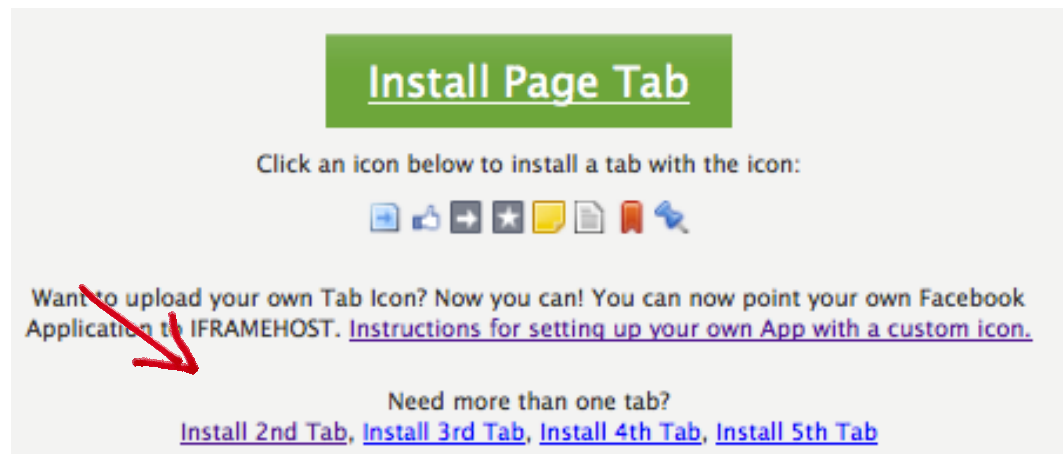 Install Page Tab
Click an icon below to install a tab with the icon:
Want to upload your own Tab Icon? Now you can! You can now point your own Facebook
Application to IFRAMEHOST. Instructions for setting up your own App with a custom icon.
Need more than one tab?
Install 2nd Tab, Install 3rd Tab, Install 4th Tab, Install 5th Tab